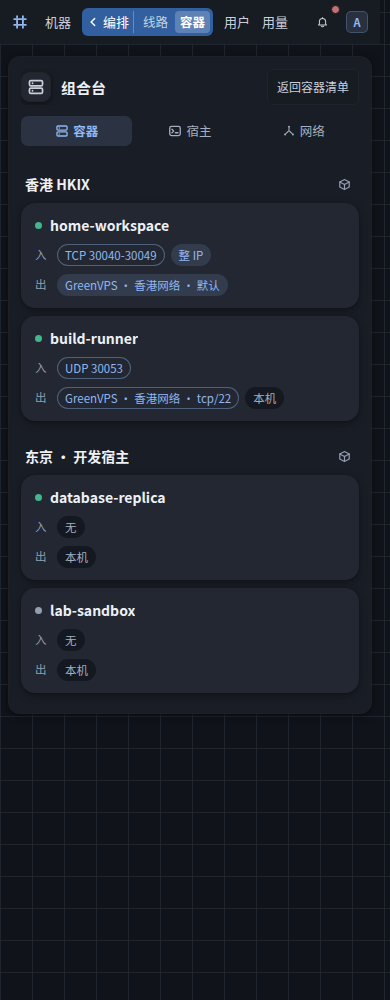 机器 编排 线路 容器 用户 用量 A
组合台 返回容器清单
容器 宿主 网络
香港 HKIX
home-workspace
入 TCP 30040-30049 整 IP
出 GreenVPS · 香港网络 · 默认
build-runner
入 UDP 30053
出 GreenVPS · 香港网络 · tcp/22 本机
东京 · 开发宿主
database-replica
入 无
出 本机
lab-sandbox
入 无
出 本机